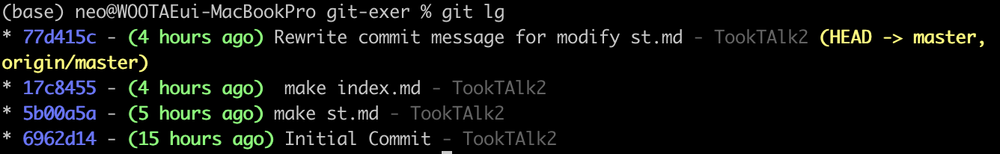 (base) neo@WOOTAEui-MacBookPro git-exer % git lg
* 77d415c - (4 hours ago) Rewrite commit message for modify st.md - TookTAlk2 (HEAD -> master,
origin/master)
* 17c8455 - (4 hours ago)  make index.md - TookTAlk2
* 5b00a5a - (5 hours ago) make st.md - TookTAlk2
* 6962d14 - (15 hours ago) Initial Commit - TookTAlk2